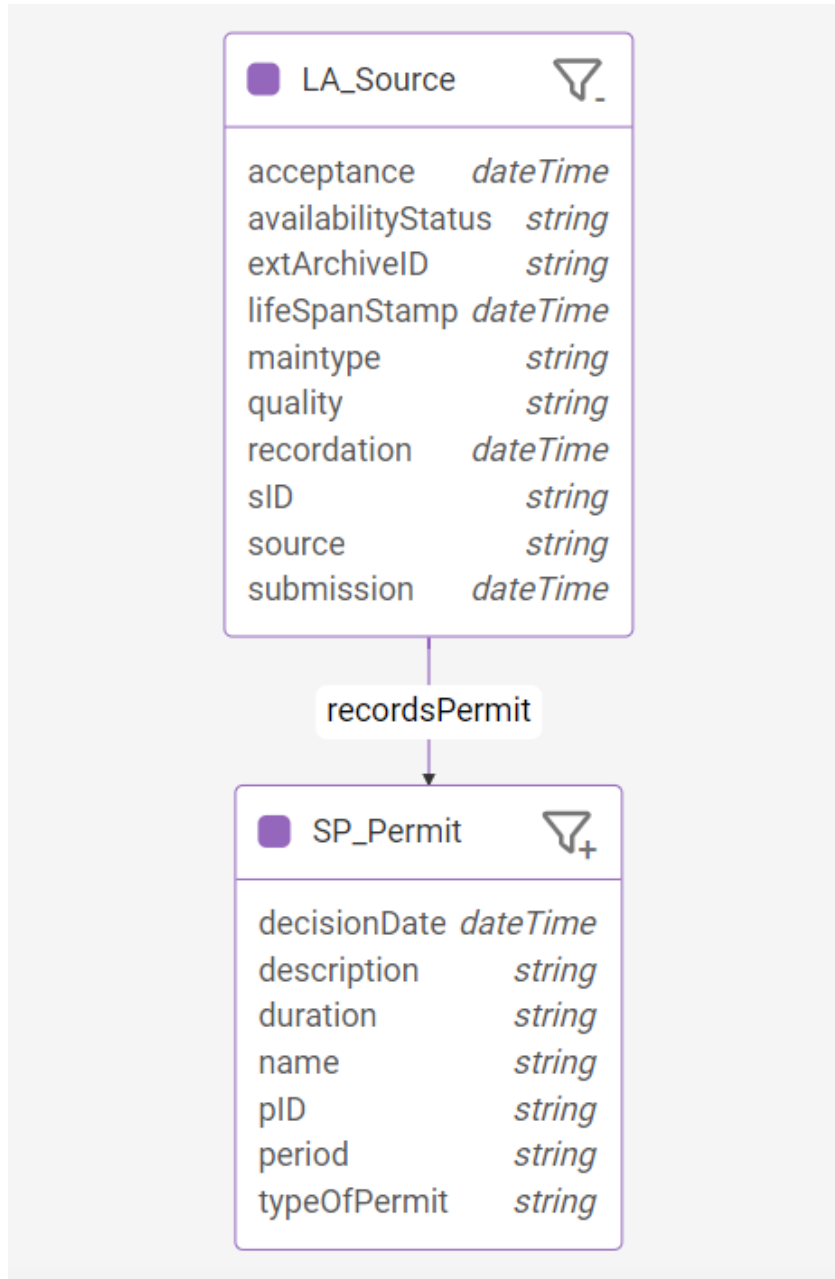 LA_Source
-
acceptance dateTime
availabilityStatus string
extArchiveID string
lifeSpanStamp dateTime
maintype string
quality string
recordation dateTime
sID string
source string
submission dateTime
recordsPermit
SP_Permit
+
decisionDate dateTime
description string
duration string
name string
pID string
period string
typeOfPermit string